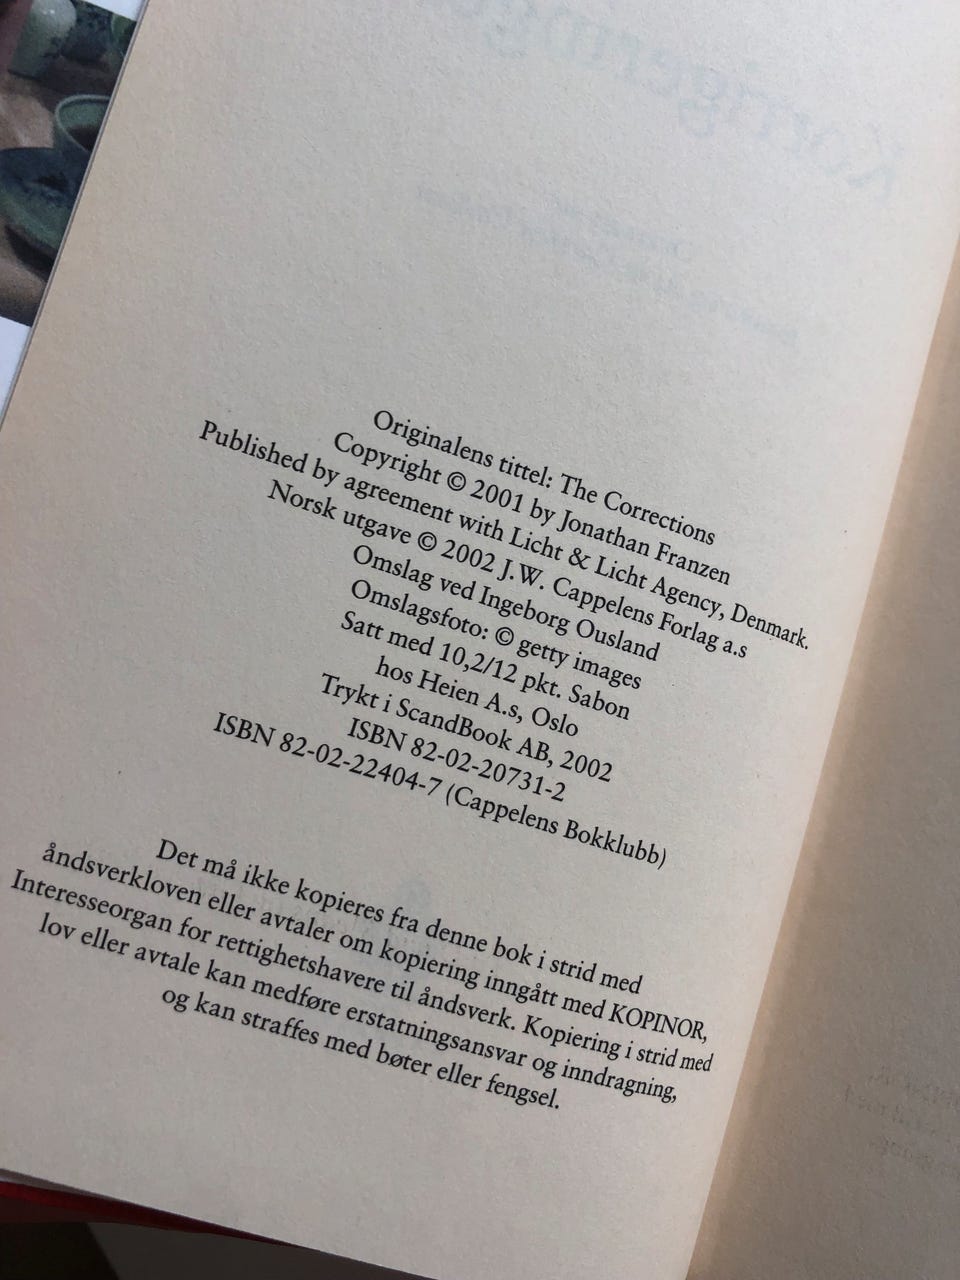 Originalens tittel: The Corrections
Copyright © 2001 by Jonathan Franzen
Published by agreement with Licht & Licht Agency, Denmark.
Norsk utgave © 2002 J.W. Cappelens Forlag a.s
Omslag ved Ingeborg Ousland
Omslagsfoto: © getty images
Satt med 10,2/12 pkt. Sabon
hos Heien A.s, Oslo
Trykt i ScandBook AB, 2002
ISBN 82-02-20731-2
ISBN 82-02-22404-7 (Cappelens Bokklubb)
Det må ikke kopieres fra denne bok i strid med
åndsverkloven eller avtaler om kopiering inngått med KOPINOR,
Interesseorgan for rettighetshavere til åndsverk. Kopiering i strid med
lov eller avtale kan medføre erstatningsansvar og inndragning,
og kan straffes med bøter eller fengsel.